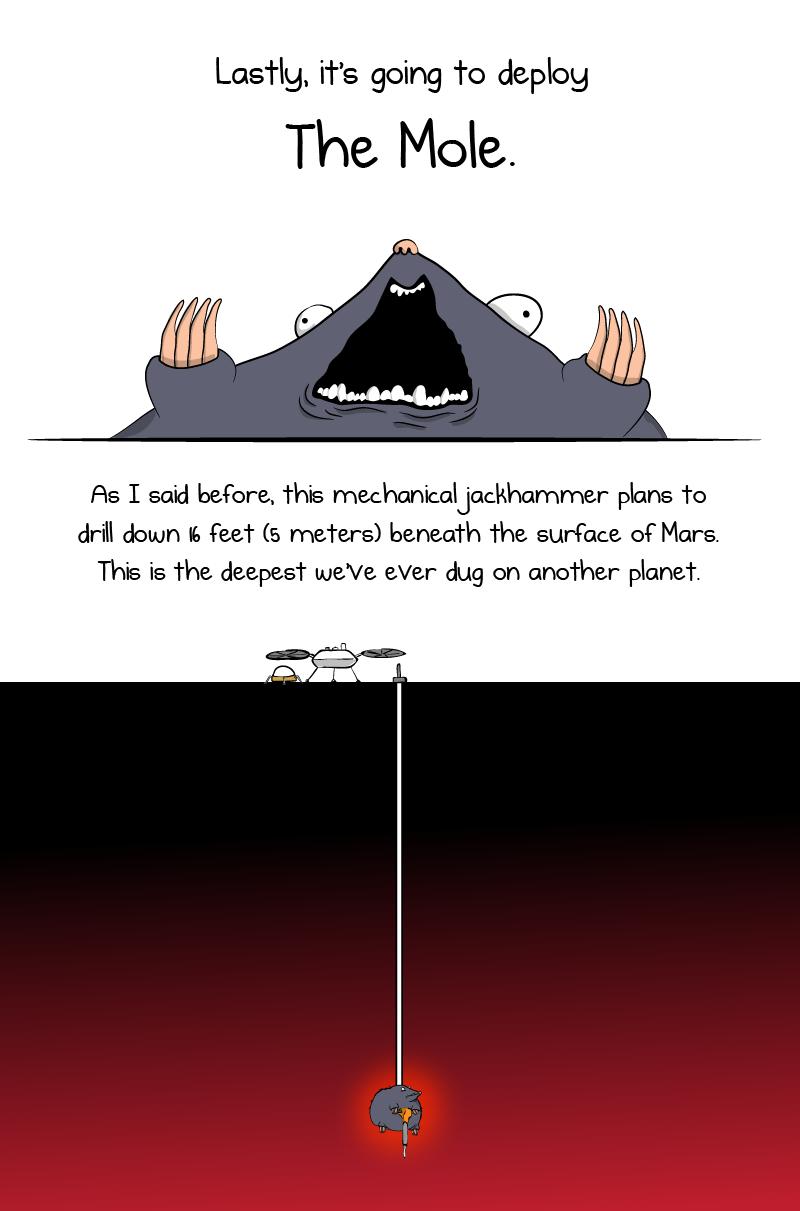 Lastly, it's going to deploy
The Mole.
As I said before, this mechanical jackhammer plans to
drill down 16 feet (5 meters) beneath the surface of Mars.
This is the deepest we've ever dug on another planet.